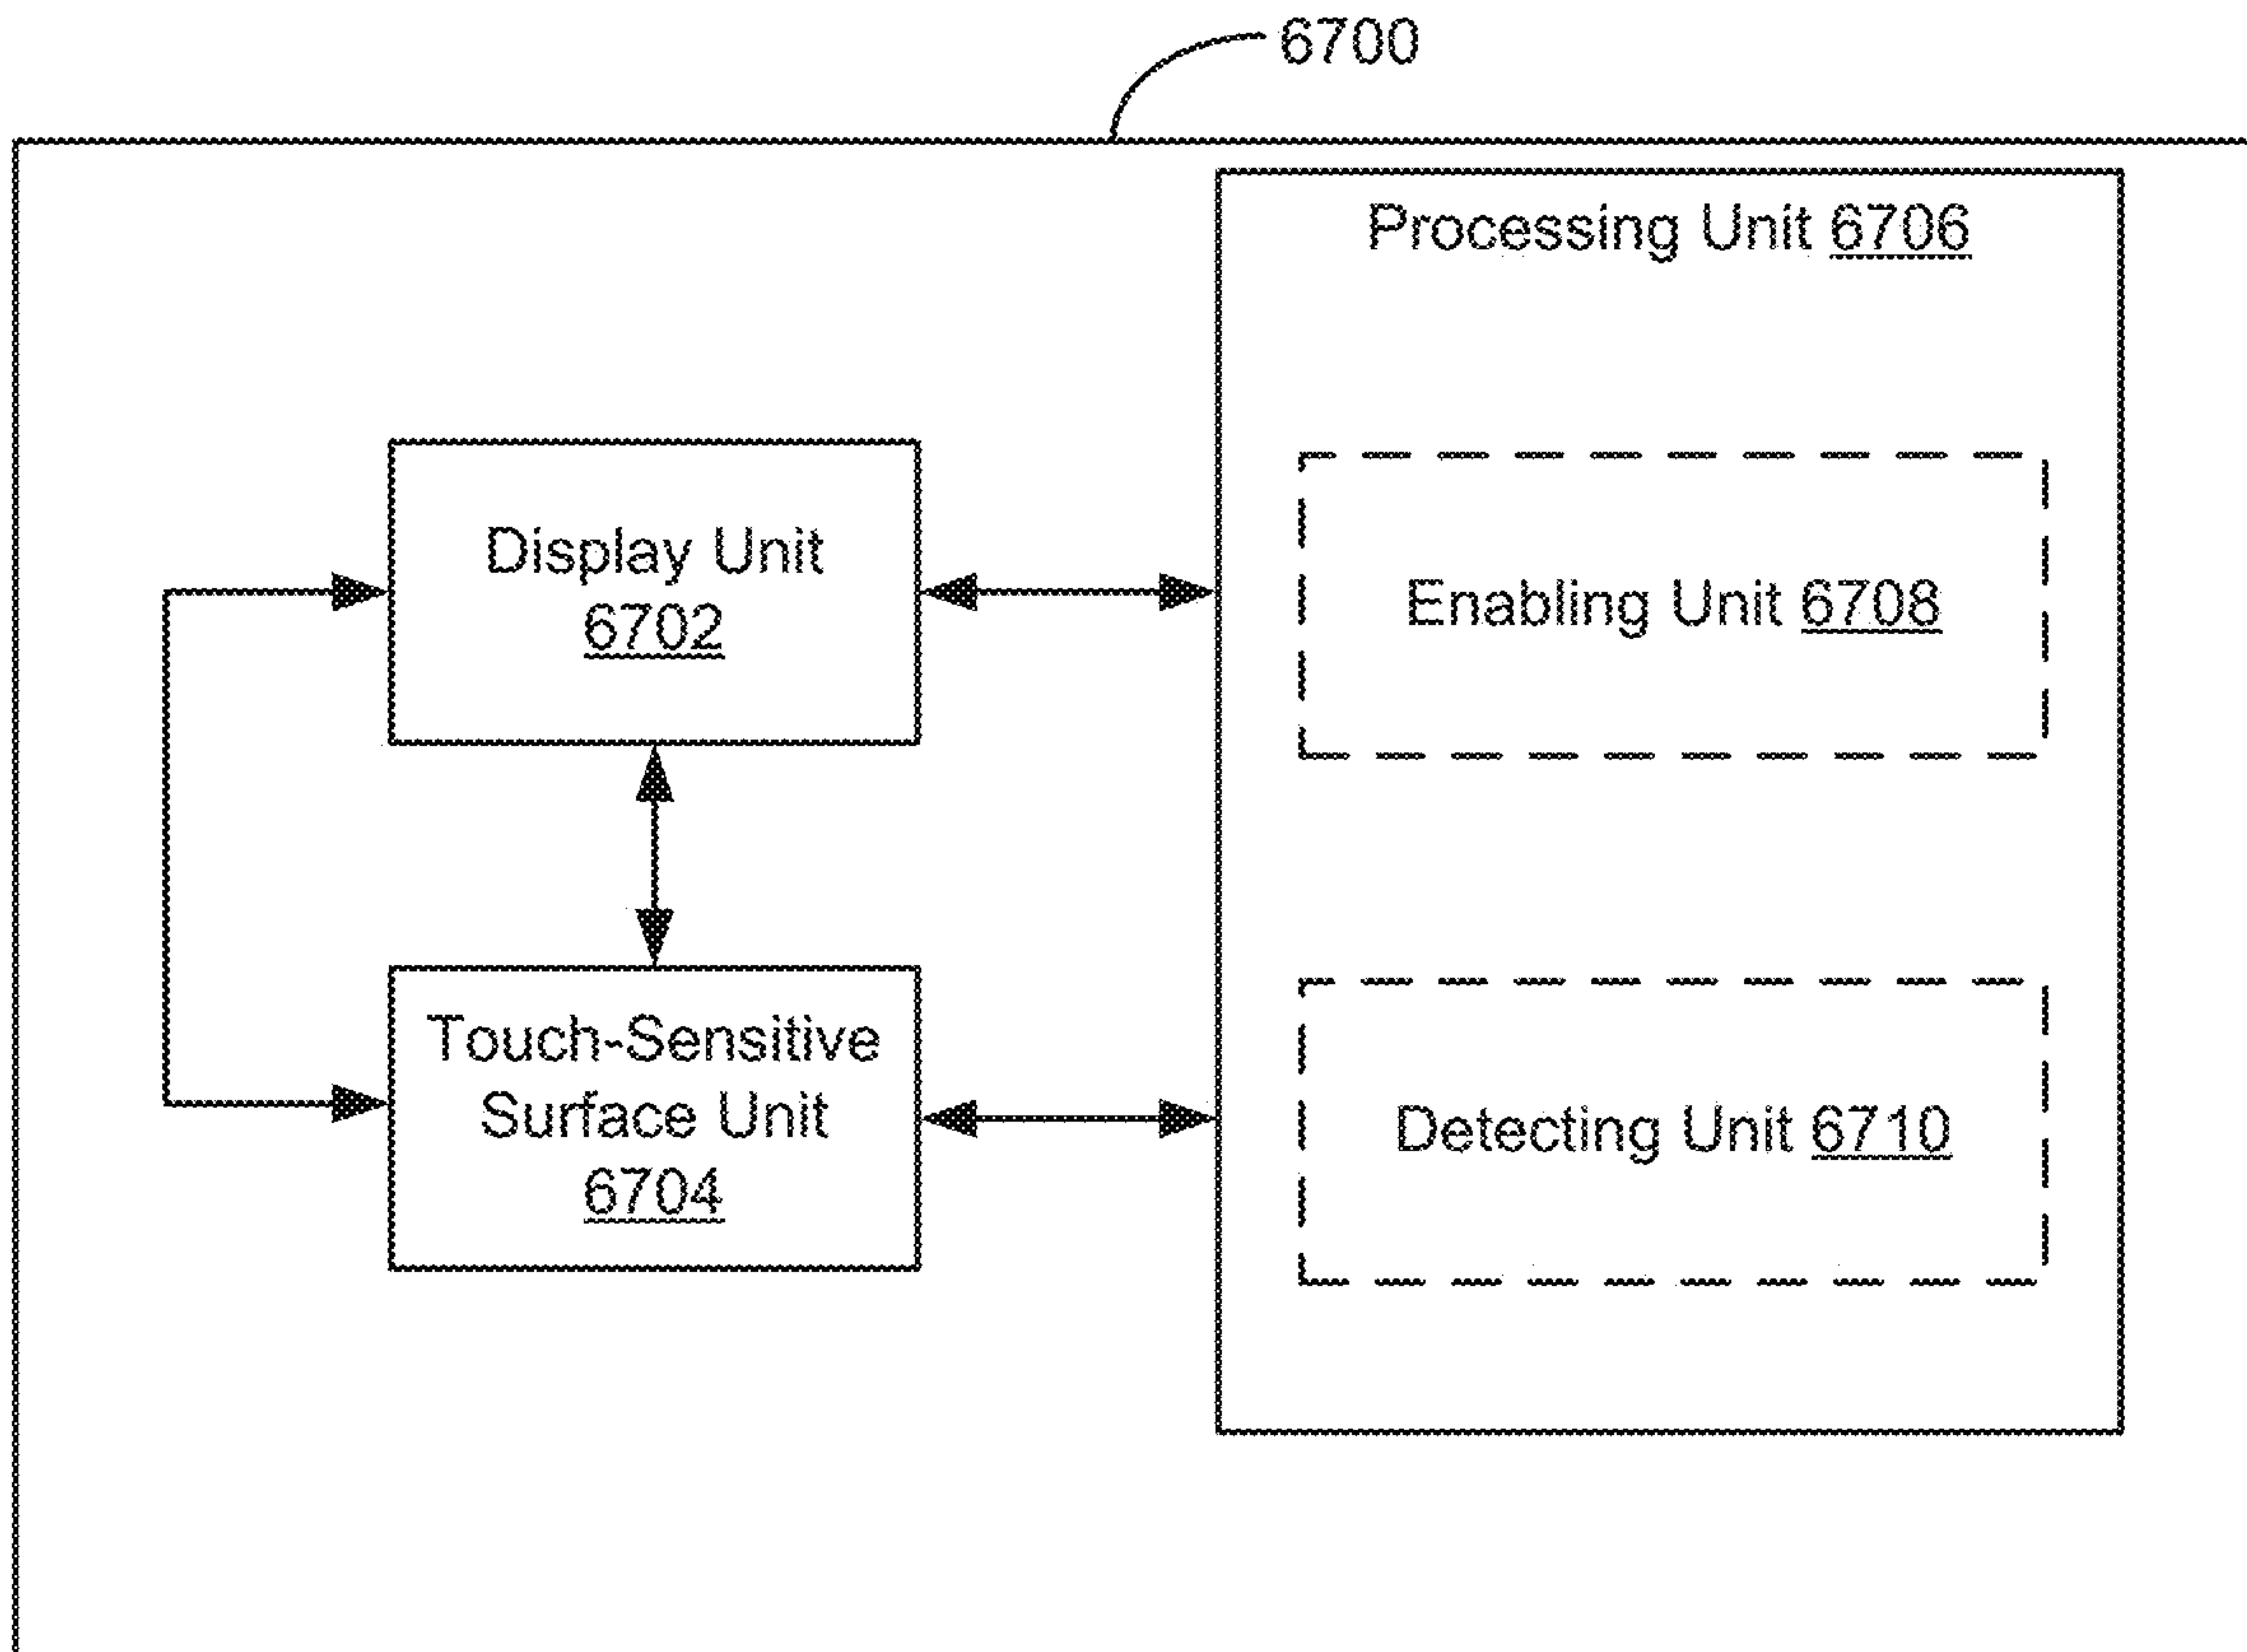 6700
Processing Unit 6706
Display Unit
6702
Enabling Unit 6708
Touch-Sensitive
Surface Unit
6704
Detecting Unit 6710